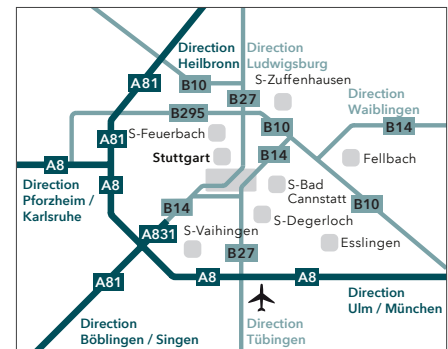 Direction
Heilbronn
Direction
Ludwigsburg
A81
B10
S-Zuffenhausen
B27
Direction
Waiblingen
B295
A81
S-Feuerbach
B10
B14
Stuttgart
B14
Fellbach
A8
A8
Direction
Pforzheim /
Karlsruhe
S-Bad
Cannstatt
B14
B10
S-Degerloch
A831
S-Vaihingen
B27
Esslingen
A81
A8
A8
Direction
Ulm / München
Direction
Böblingen / Singen
Direction
Tübingen